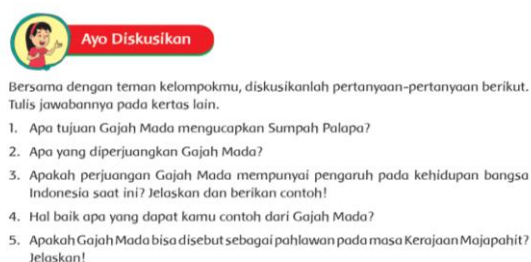 Ayo Diskusikan
Bersama dengan teman kelompokmu, diskusikanlah pertanyaan-pertanyaan berikut.
Tulis jawabannya pada kertas lain.
1. Apa tujuan Gajah Mada mengucapkan Sumpah Palapa?
2. Apa yang diperjuangkan Gajah Mada?
3. Apakah perjuangan Gajah Mada mempunyai pengaruh pada kehidupan bangsa
Indonesia saat ini? Jelaskan dan berikan contoh!
4. Hal baik apa yang dapat kamu contoh dari Gajah Mada?
5. Apakah Gajah Mada bisa disebut sebagai pahlawan pada masa Kerajaan Majapahit?
Jelaskan!